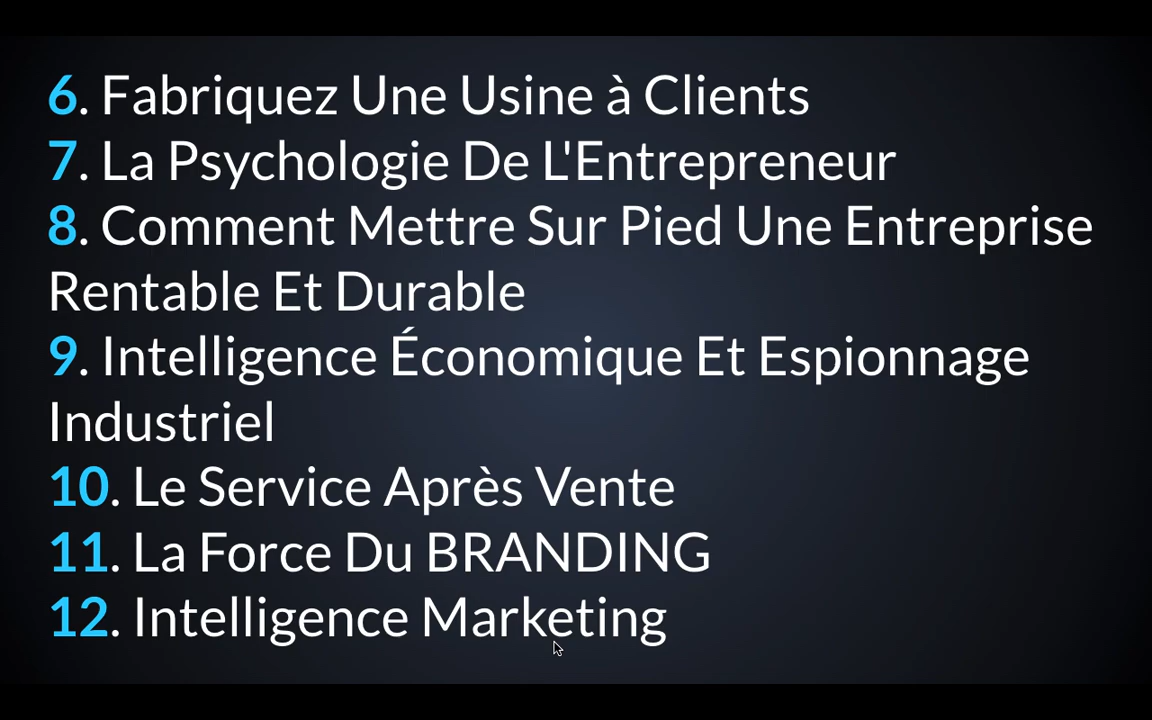 6. Fabriquez Une Usine à Clients
7. La Psychologie De L'Entrepreneur
8. Comment Mettre Sur Pied Une Entreprise
Rentable Et Durable
9. Intelligence Économique Et Espionnage
Industriel
10. Le Service Après Vente
11. La Force Du BRANDING
12. Intelligence Marketing